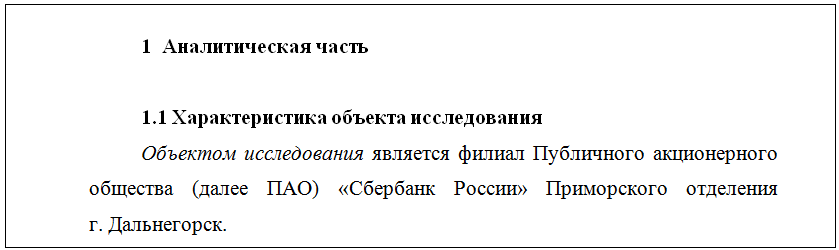 1 Аналитическая часть
1.1 Характеристика объекта исследования
Объектом исследования является филиал Публичного акционерного
общества (далее ПАО) «Сбербанк России» Приморского отделения
г. Дальнегорск.